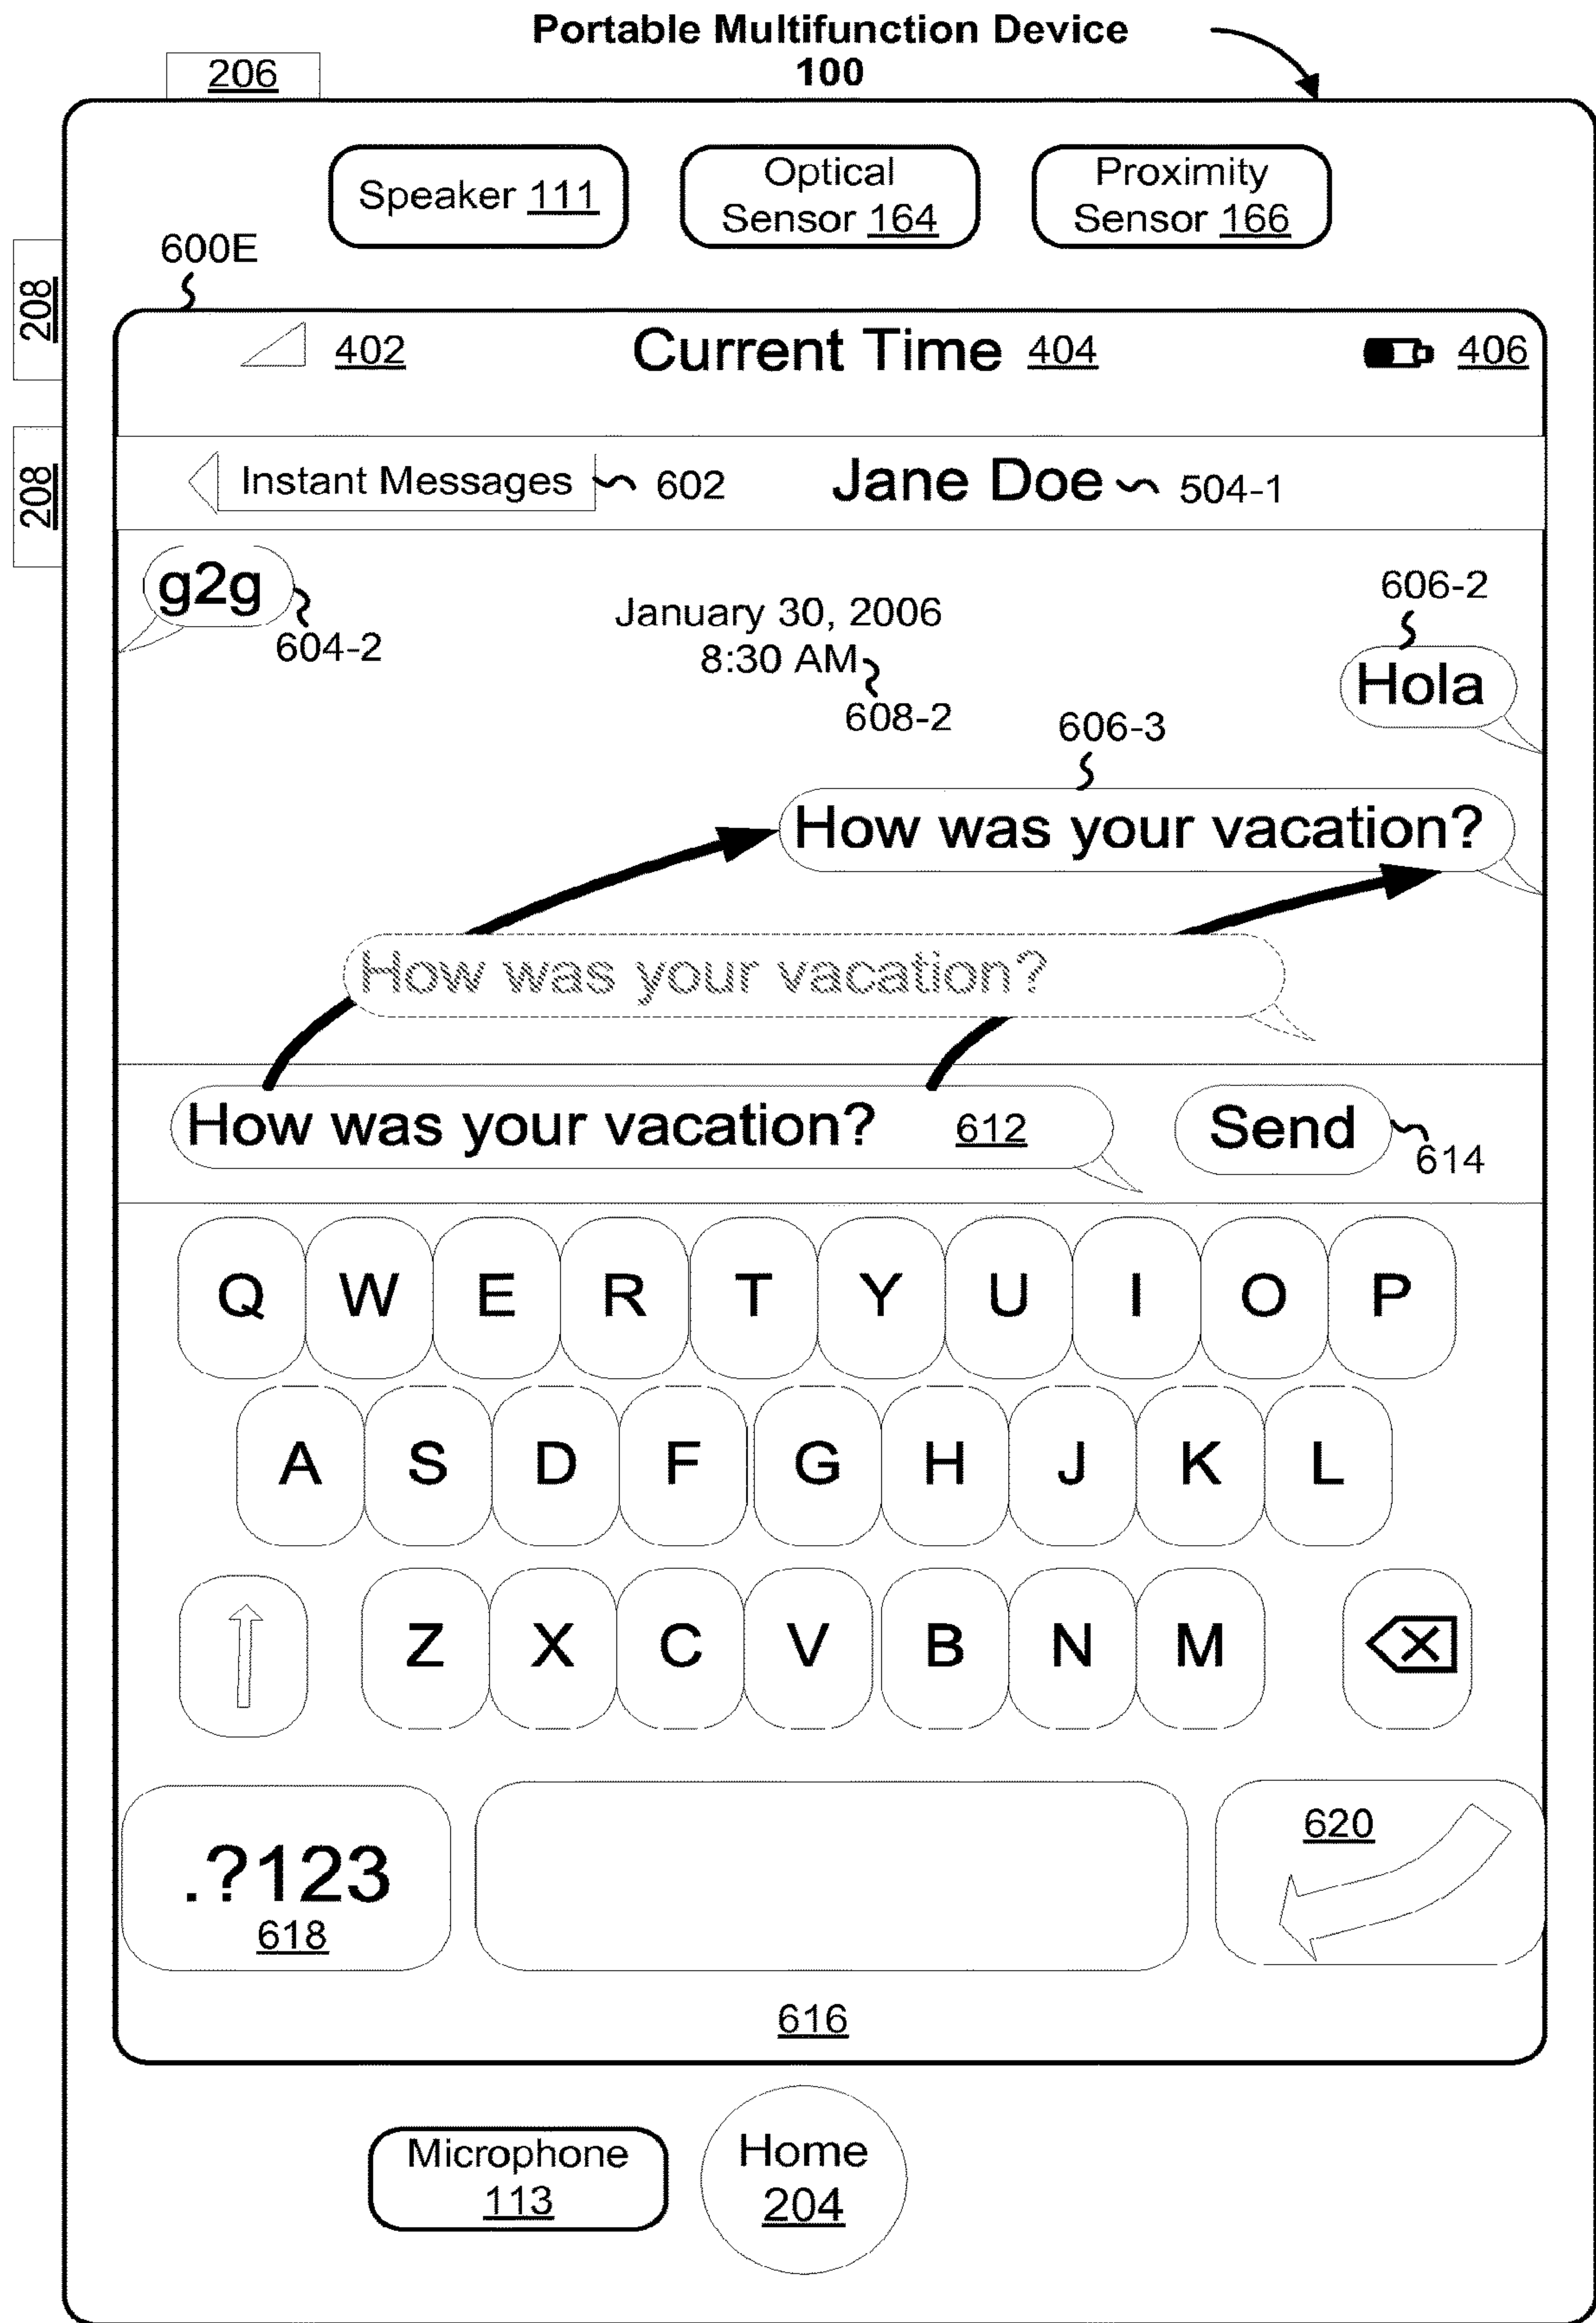 Portable Multifunction Device
100
206
Speaker 111
Optical
Sensor 164
Proximity
Sensor 166
600E
208
208
402
Current Time 404
406
Instant Messages
602
Jane Doe
504-1
g2g
604-2
January 30, 2006
8:30 AM
608-2
606-2
Hola
606-3
How was your vacation?
How was your vacation?
How was your vacation? 612
Send
614
Q W E R T Y U I O P
A S D F G H J K L
Z X C V B N M
.?123
618
620
616
Microphone
113
Home
204